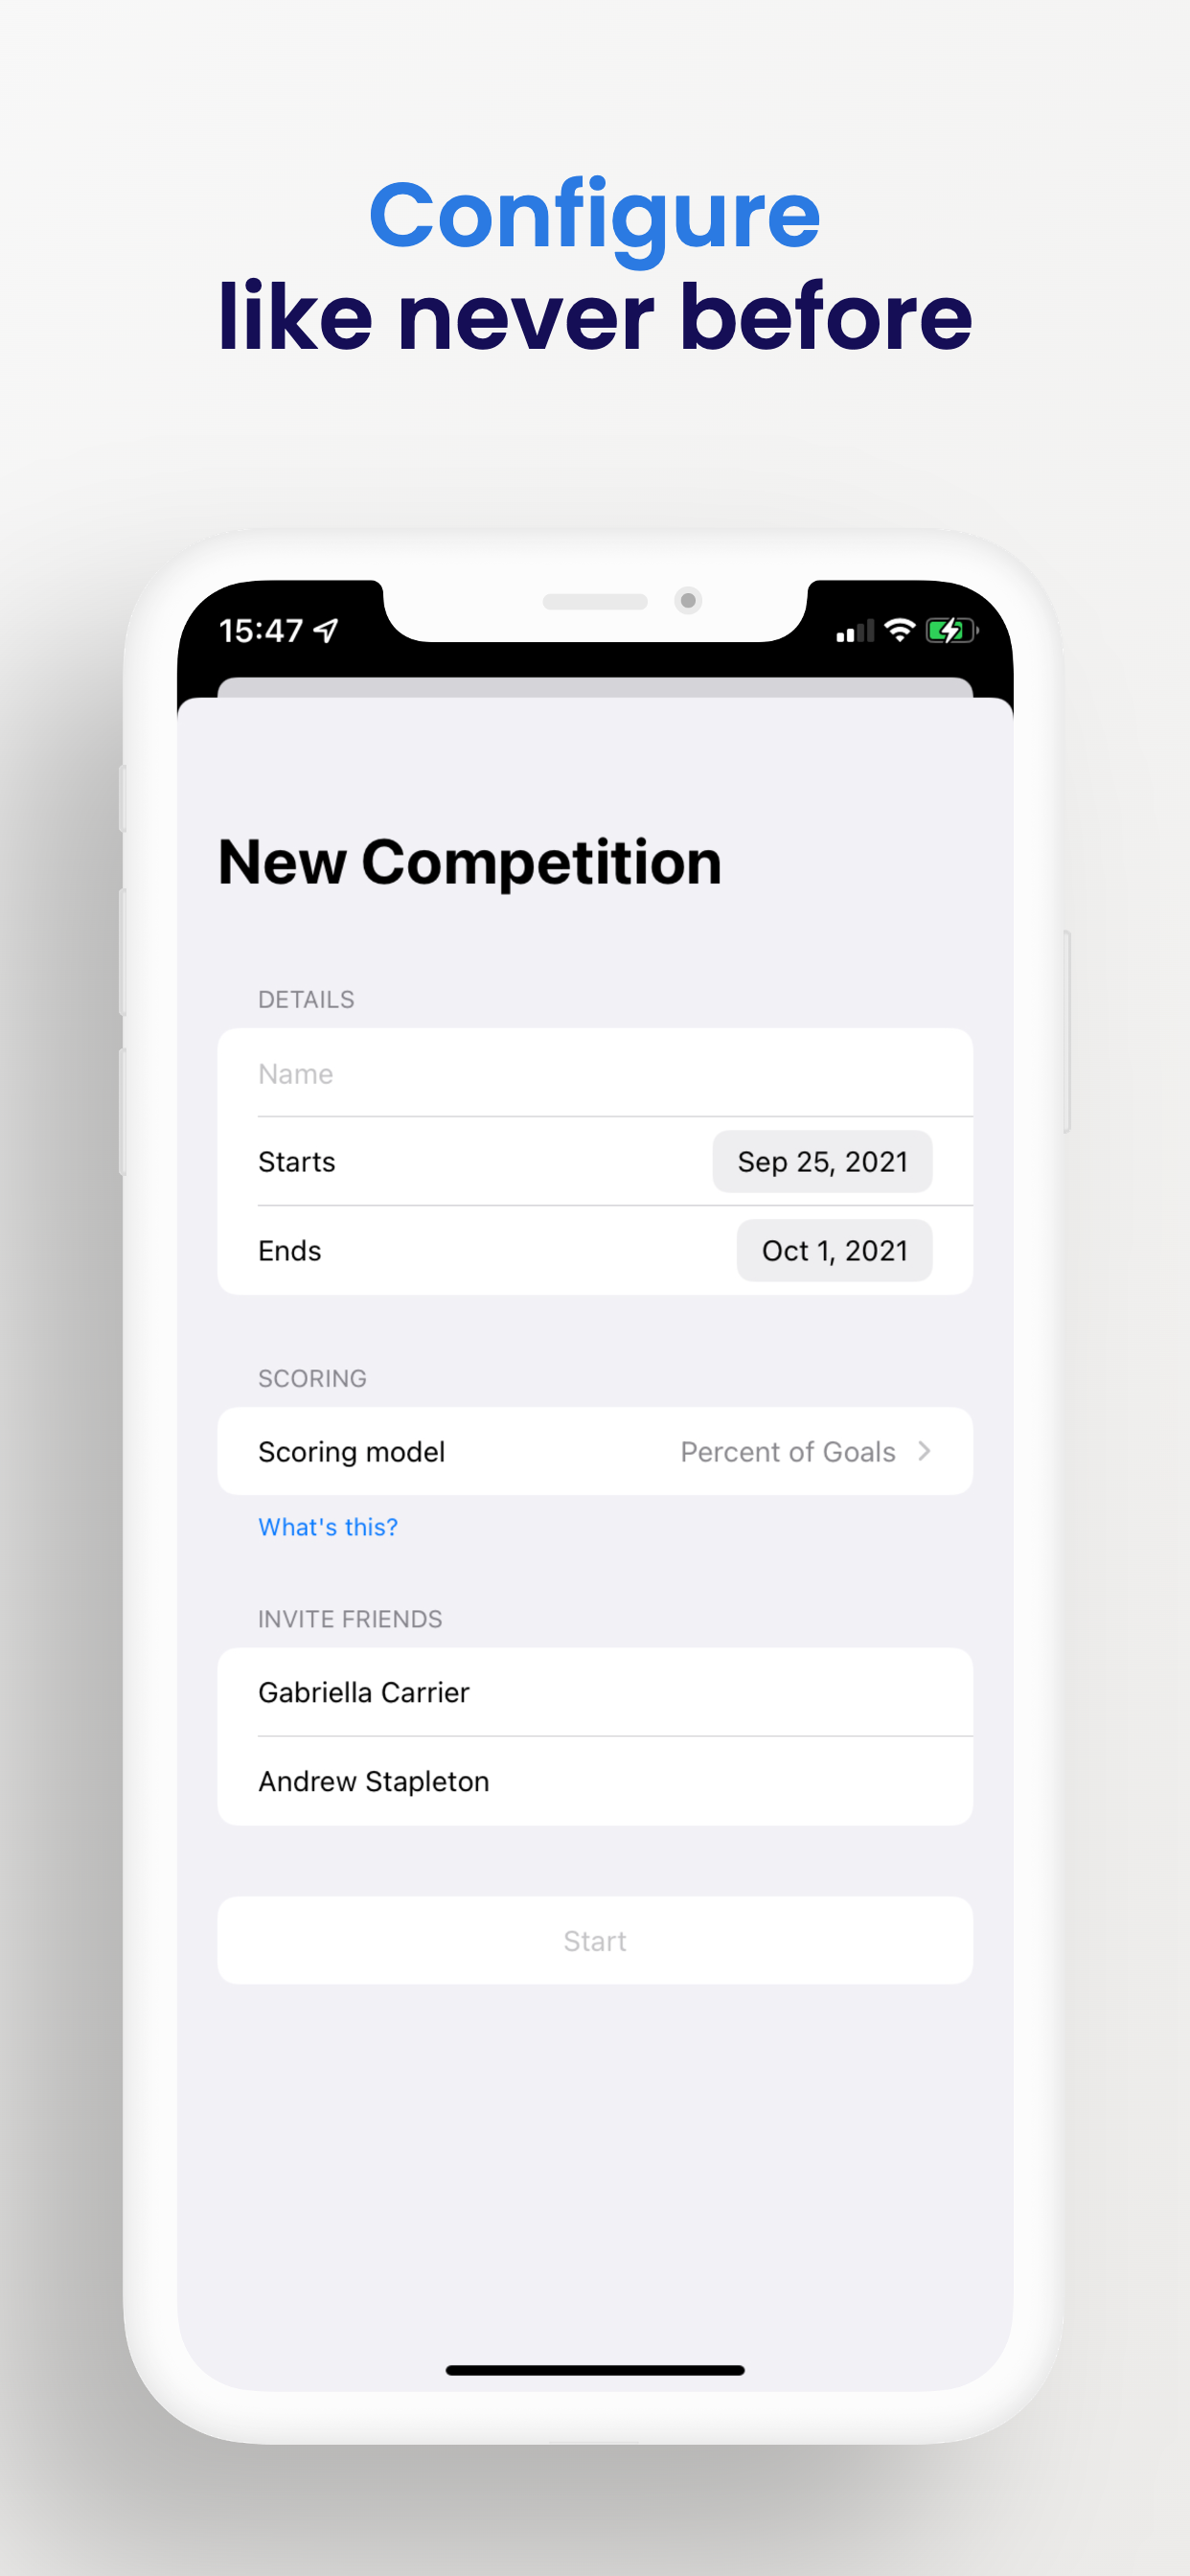 Configure
like never before
15:47
New Competition
DETAILS
Name
Starts Sep 25, 2021
Ends Oct 1, 2021
SCORING
Scoring model Percent of Goals
What's this?
INVITE FRIENDS
Gabriella Carrier
Andrew Stapleton
Start